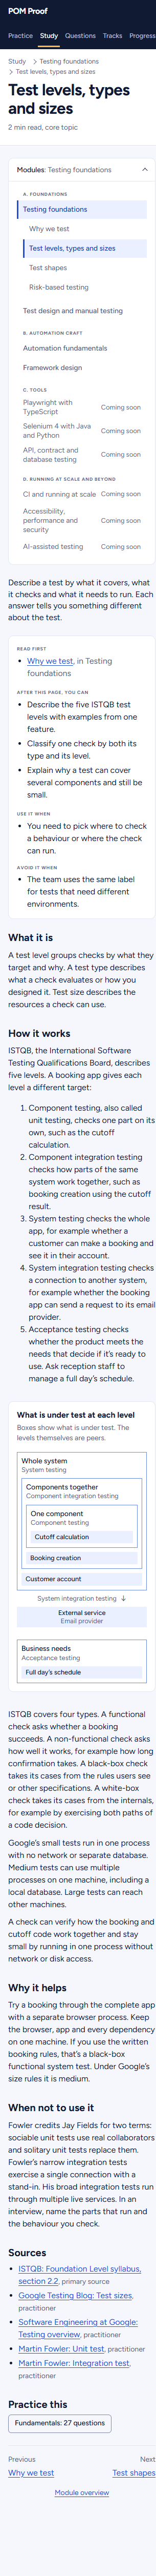 POM Proof
Practice Study Questions Tracks Progress
Study > Testing foundations
> Test levels, types and sizes
Test levels, types
and sizes
2 min read, core topic
Modules: Testing foundations
A. FOUNDATIONS
Testing foundations
Why we test
Test levels, types and sizes
Test shapes
Risk-based testing
Test design and manual testing
B. AUTOMATION CRAFT
Automation fundamentals
Framework design
C. TOOLS
Playwright with
TypeScript
Coming soon
Selenium 4 with Java
and Python
Coming soon
API, contract and
database testing
Coming soon
D. RUNNING AT SCALE AND BEYOND
CI and running at scale Coming soon
Accessibility,
performance and
security
Coming soon
AI-assisted testing Coming soon
Describe a test by what it covers, what
it checks and what it needs to run. Each
answer tells you something different
about the test.
READ FIRST
• Why we test, in Testing
foundations
AFTER THIS PAGE, YOU CAN
• Describe the five ISTQB test
levels with examples from one
feature.
• Classify one check by both its
type and its level.
• Explain why a test can cover
several components and still be
small.
USE IT WHEN
• You need to pick where to check
a behaviour or where the check
can run.
AVOID IT WHEN
• The team uses the same label
for tests that need different
environments.
What it is
A test level groups checks by what they
target and why. A test type describes
what a check evaluates or how you
designed it. Test size describes the
resources a check can use.
How it works
ISTQB, the International Software
Testing Qualifications Board, describes
five levels. A booking app gives each
level a different target:
1. Component testing, also called
unit testing, checks one part on its
own, such as the cutoff
calculation.
2. Component integration testing
checks how parts of the same
system work together, such as
booking creation using the cutoff
result.
3. System testing checks the whole
app, for example whether a
customer can make a booking and
see it in their account.
4. System integration testing checks
a connection to another system,
for example whether the booking
app can send a request to its email
provider.
5. Acceptance testing checks
whether the product meets the
needs that decide if it's ready to
use. Ask reception staff to
manage a full day's schedule.
What is under test at each level
Boxes show what is under test. The
levels themselves are peers.
Whole system
System testing
Components together
Component integration testing
One component
Component testing
Cutoff calculation
Booking creation
Customer account
System integration testing ↓
External service
Email provider
Business needs
Acceptance testing
Full day's schedule
ISTQB covers four types. A functional
check asks whether a booking
succeeds. A non-functional check asks
how well it works, for example how long
confirmation takes. A black-box check
takes its cases from the rules users see
or other specifications. A white-box
check takes its cases from the internals,
for example by exercising both paths of
a code decision.
Google's small tests run in one process
with no network or separate database.
Medium tests can use multiple
processes on one machine, including a
local database. Large tests can reach
other machines.
A check can verify how the booking and
cutoff code work together and stay
small by running in one process without
network or disk access.
Why it helps
Try a booking through the complete app
with a separate browser process. Keep
the browser, app and every dependency
on one machine. If you use the written
booking rules, that's a black-box
functional system test. Under Google's
size rules it is medium.
When not to use it
Fowler credits Jay Fields for two terms:
sociable unit tests use real collaborators
and solitary unit tests replace them.
Fowler's narrow integration tests
exercise a single connection with a
stand-in. His broad integration tests run
through multiple live services. In an
interview, name the parts that run and
the behaviour you check.
Sources
• ISTQB: Foundation Level syllabus,
section 2.2, primary source
• Google Testing Blog: Test sizes,
practitioner
• Software Engineering at Google:
Testing overview, practitioner
• Martin Fowler: Unit test, practitioner
• Martin Fowler: Integration test,
practitioner
Practice this
Fundamentals: 27 questions
Previous Next
Why we test Test shapes
Module overview